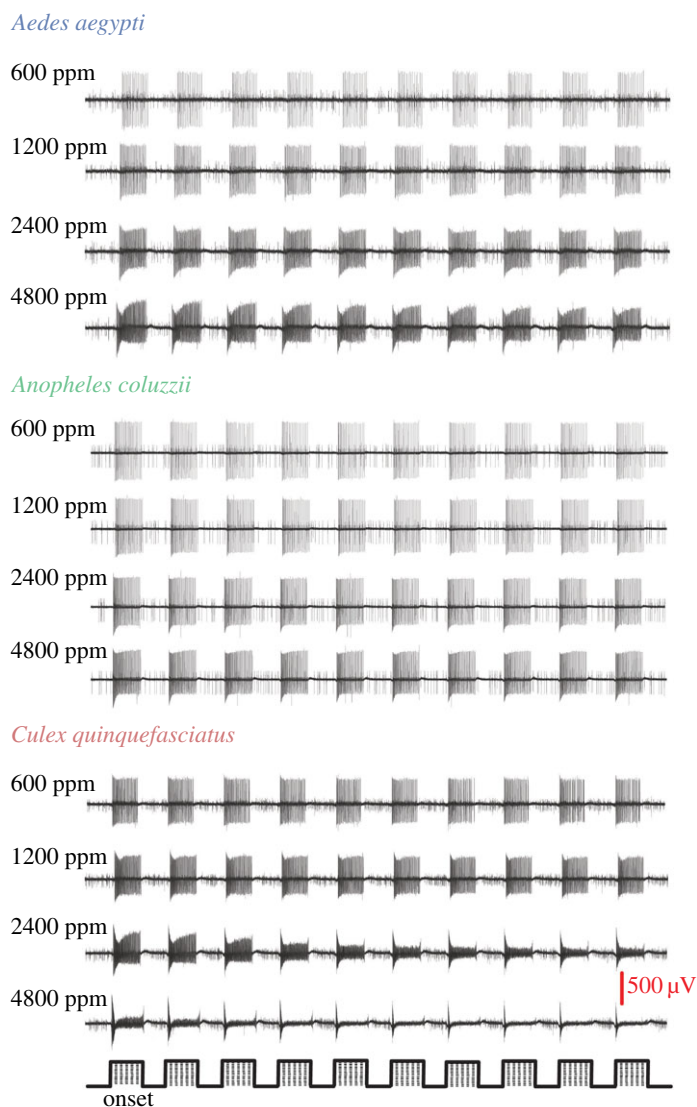 Aedes aegypti
600 ppm
1200 ppm
2400 ppm
4800 ppm
Anopheles coluzzii
600 ppm
1200 ppm
2400 ppm
4800 ppm
Culex quinquefasciatus
600 ppm
1200 ppm
2400 ppm
500 µV
4800 ppm
onset